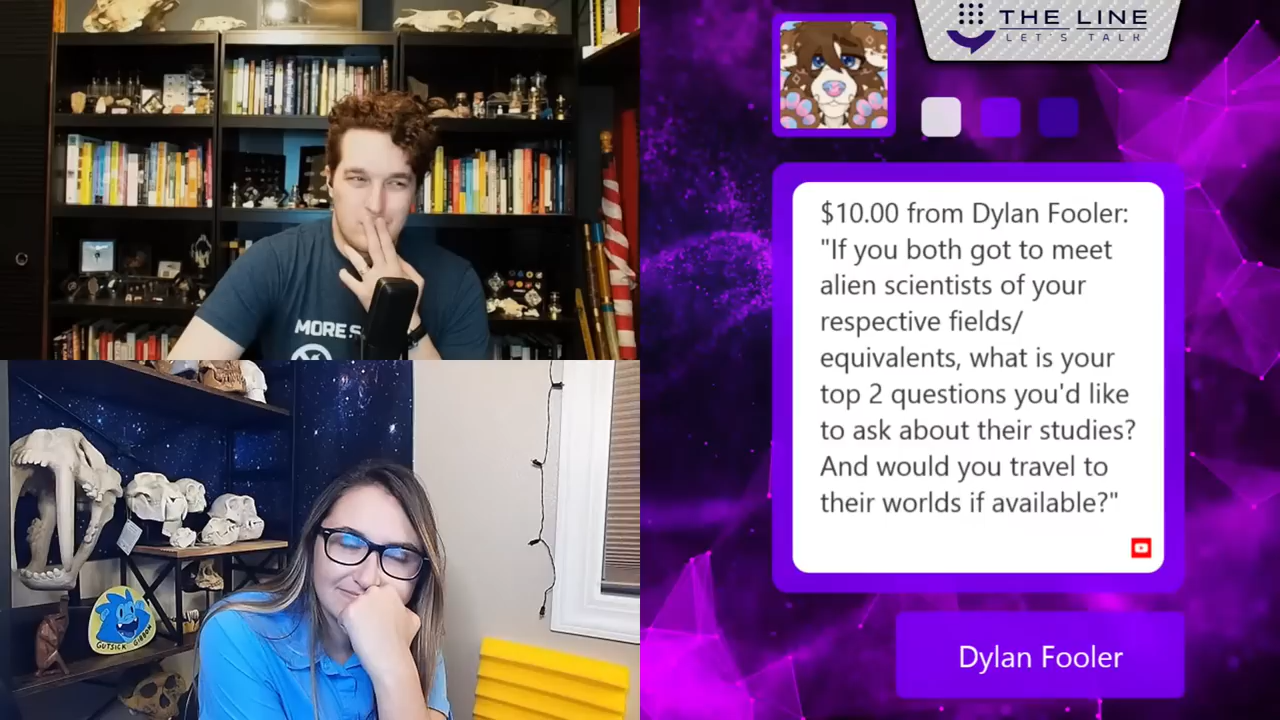 THE LINE
LET'S TALK
$10.00 from Dylan Fooler:
"If you both got to meet
alien scientists of your
respective fields/
equivalents, what is your
top 2 questions you'd like
to ask about their studies?
And would you travel to
their worlds if available?"
Dylan Fooler
MORE S
GUTSICK GIBBON